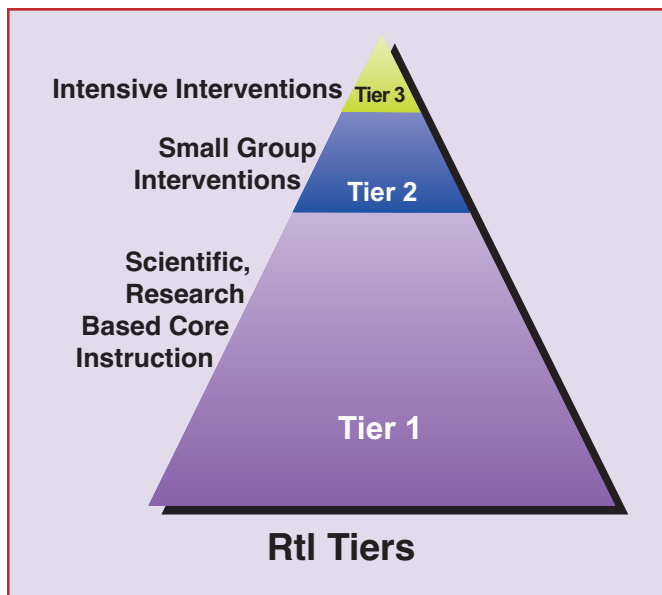 Intensive Interventions
Tier 3
Small Group
Interventions
Tier 2
Scientific,
Research
Based Core
Instruction
Tier 1
RtI Tiers